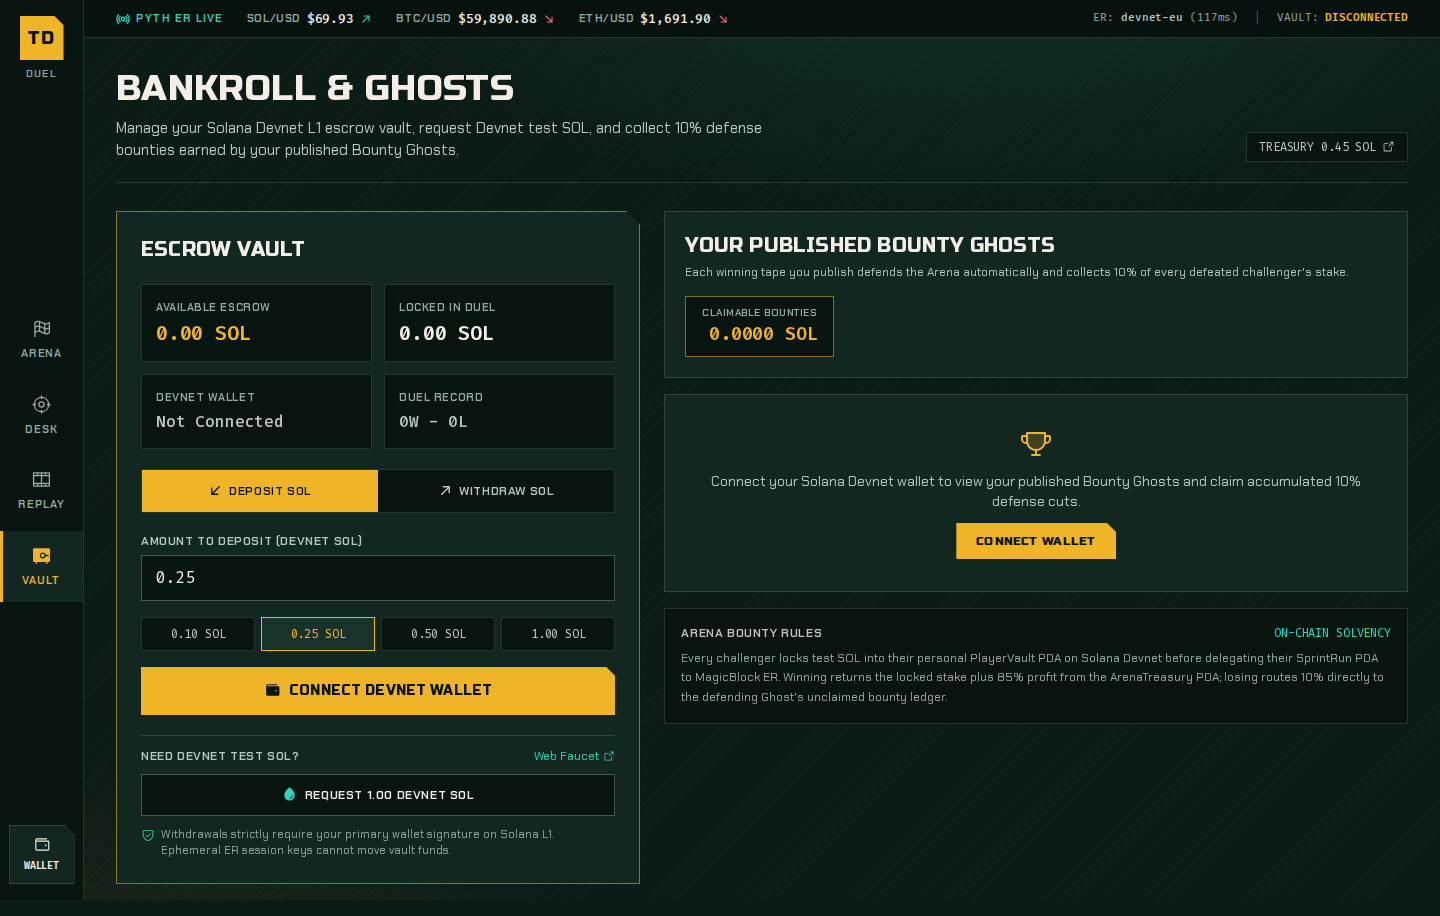 TD
DUEL
PYTH ER LIVE
SOL/USD $69.93
BTC/USD $59,890.88
ETH/USD $1,691.90
ER: devnet-eu (117ms)
VAULT: DISCONNECTED
BANKROLL & GHOSTS
Manage your Solana Devnet L1 escrow vault, request Devnet test SOL, and collect 10% defense
bounties earned by your published Bounty Ghosts.
TREASURY 0.45 SOL
ARENA
DESK
REPLAY
VAULT
WALLET
ESCROW VAULT
AVAILABLE ESCROW
0.00 SOL
LOCKED IN DUEL
0.00 SOL
DEVNET WALLET
Not Connected
DUEL RECORD
0W - 0L
DEPOSIT SOL
WITHDRAW SOL
AMOUNT TO DEPOSIT (DEVNET SOL)
0.25
0.10 SOL
0.25 SOL
0.50 SOL
1.00 SOL
CONNECT DEVNET WALLET
NEED DEVNET TEST SOL?
Web Faucet
REQUEST 1.00 DEVNET SOL
Withdrawals strictly require your primary wallet signature on Solana L1.
Ephemeral ER session keys cannot move vault funds.
YOUR PUBLISHED BOUNTY GHOSTS
Each winning tape you publish defends the Arena automatically and collects 10% of every defeated challenger's stake.
CLAIMABLE BOUNTIES
0.0000 SOL
Connect your Solana Devnet wallet to view your published Bounty Ghosts and claim accumulated 10%
defense cuts.
CONNECT WALLET
ARENA BOUNTY RULES
ON-CHAIN SOLVENCY
Every challenger locks test SOL into their personal PlayerVault PDA on Solana Devnet before delegating their SprintRun PDA
to MagicBlock ER. Winning returns the locked stake plus 85% profit from the ArenaTreasury PDA; losing routes 10% directly to
the defending Ghost's unclaimed bounty ledger.